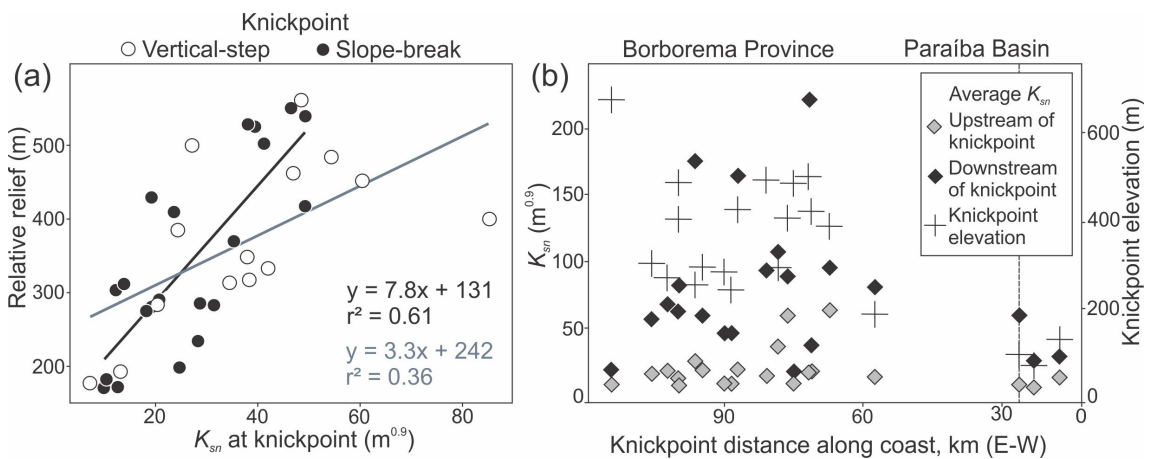 Knickpoint
Vertical-step
Slope-break
(a)
Relative relief (m)
500
400
300
200
y = 7.8x + 131
r² = 0.61
y = 3.3x + 242
r² = 0.36
20
40
60
80
Ksn at knickpoint (m^0.9)
(b)
Borborema Province
Paraíba Basin
Ksn (m^0.9)
200
150
100
50
0
Average Ksn
Upstream of
knickpoint
Downstream
of knickpoint
Knickpoint
elevation
Knickpoint elevation (m)
600
400
200
0
90
60
30
0
Knickpoint distance along coast, km (E-W)